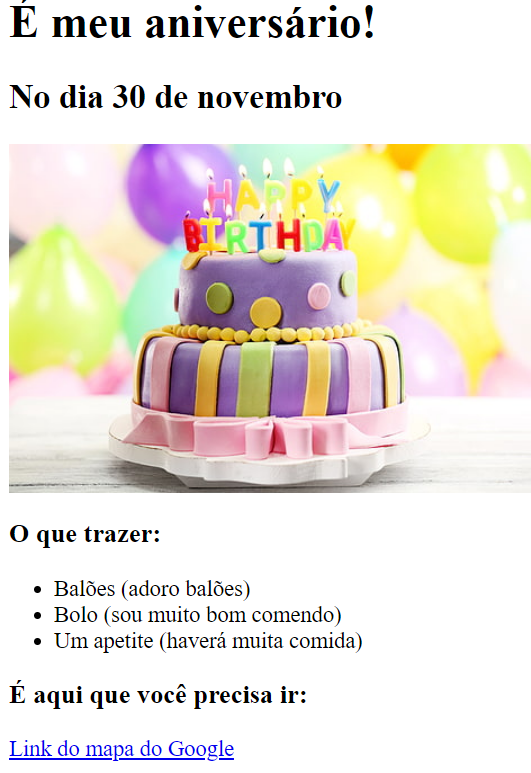 É meu aniversário!
No dia 30 de novembro
HAPPY
BIRTHDAY
O que trazer:
Balões (adoro balões)
Bolo (sou muito bom comendo)
Um apetite (haverá muita comida)
É aqui que você precisa ir:
Link do mapa do Google